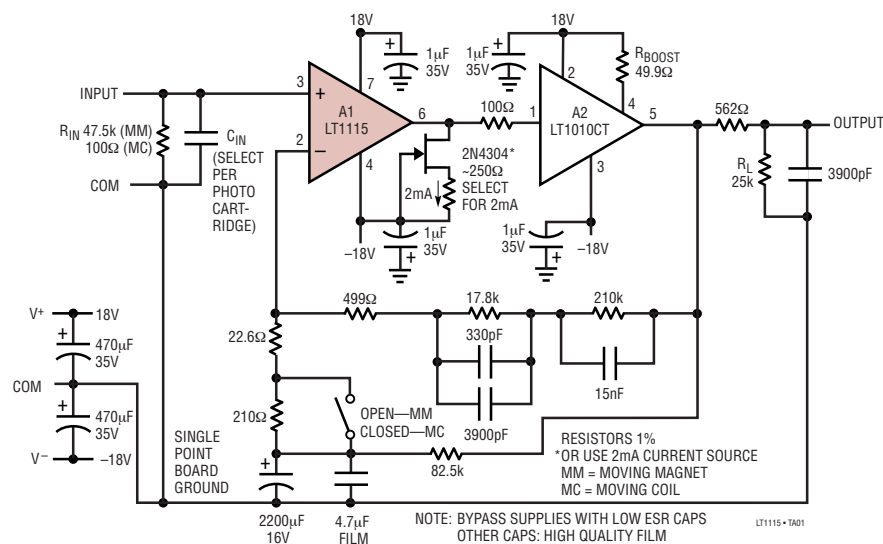 18V
1µF
35V
+
18V
+
1µF
35V
RBOOST
49.9Ω
INPUT
3
+
7
A1
LT1115
6
100Ω
1
2
A2
LT1010CT
4
5
562Ω
OUTPUT
RIN 47.5k (MM)
100Ω (MC)
CIN
(SELECT
PER
PHOTO
CART-
RIDGE)
2
–
4
2N4304*
~250Ω
SELECT
FOR 2mA
2mA
3
RL
25k
3900pF
COM
–18V
1µF
35V
+
1µF
35V
+
–18V
499Ω
17.8k
210k
330pF
3900pF
15nF
V+
18V
+
470µF
35V
COM
+
470µF
35V
V–
–18V
22.6Ω
210Ω
OPEN—MM
CLOSED—MC
82.5k
SINGLE
POINT
BOARD
GROUND
+
2200µF
16V
4.7µF
FILM
RESISTORS 1%
*OR USE 2mA CURRENT SOURCE
MM = MOVING MAGNET
MC = MOVING COIL
NOTE: BYPASS SUPPLIES WITH LOW ESR CAPS
OTHER CAPS: HIGH QUALITY FILM
LT1115 • TA01